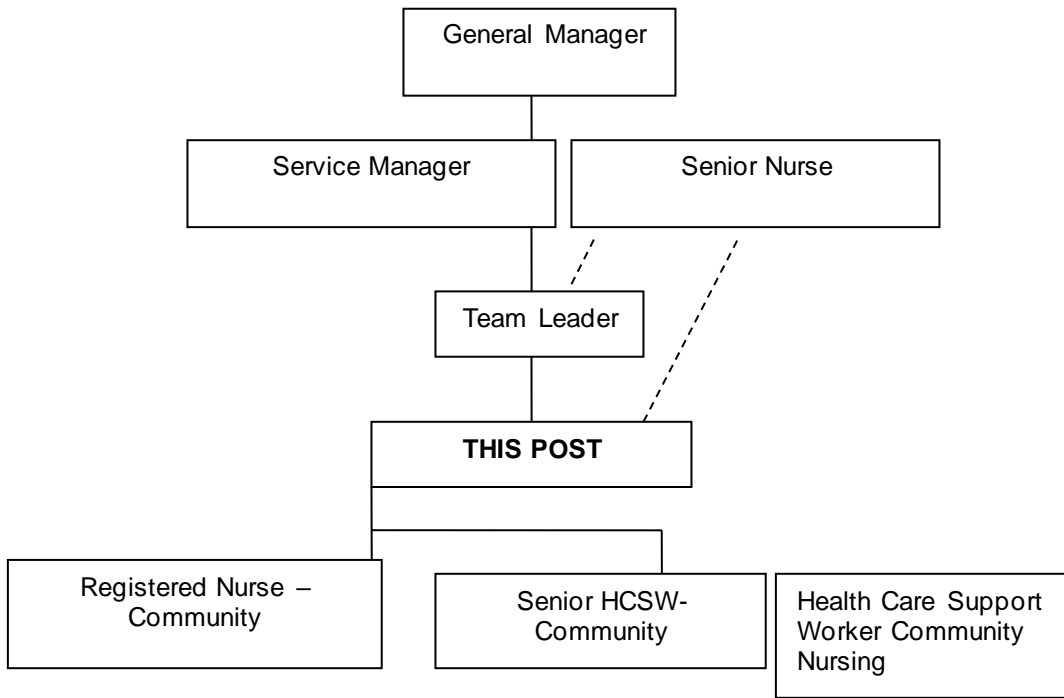 General Manager
Service Manager
Senior Nurse
Team Leader
THIS POST
Registered Nurse –
Community
Senior HCSW-
Community
Health Care Support
Worker Community
Nursing